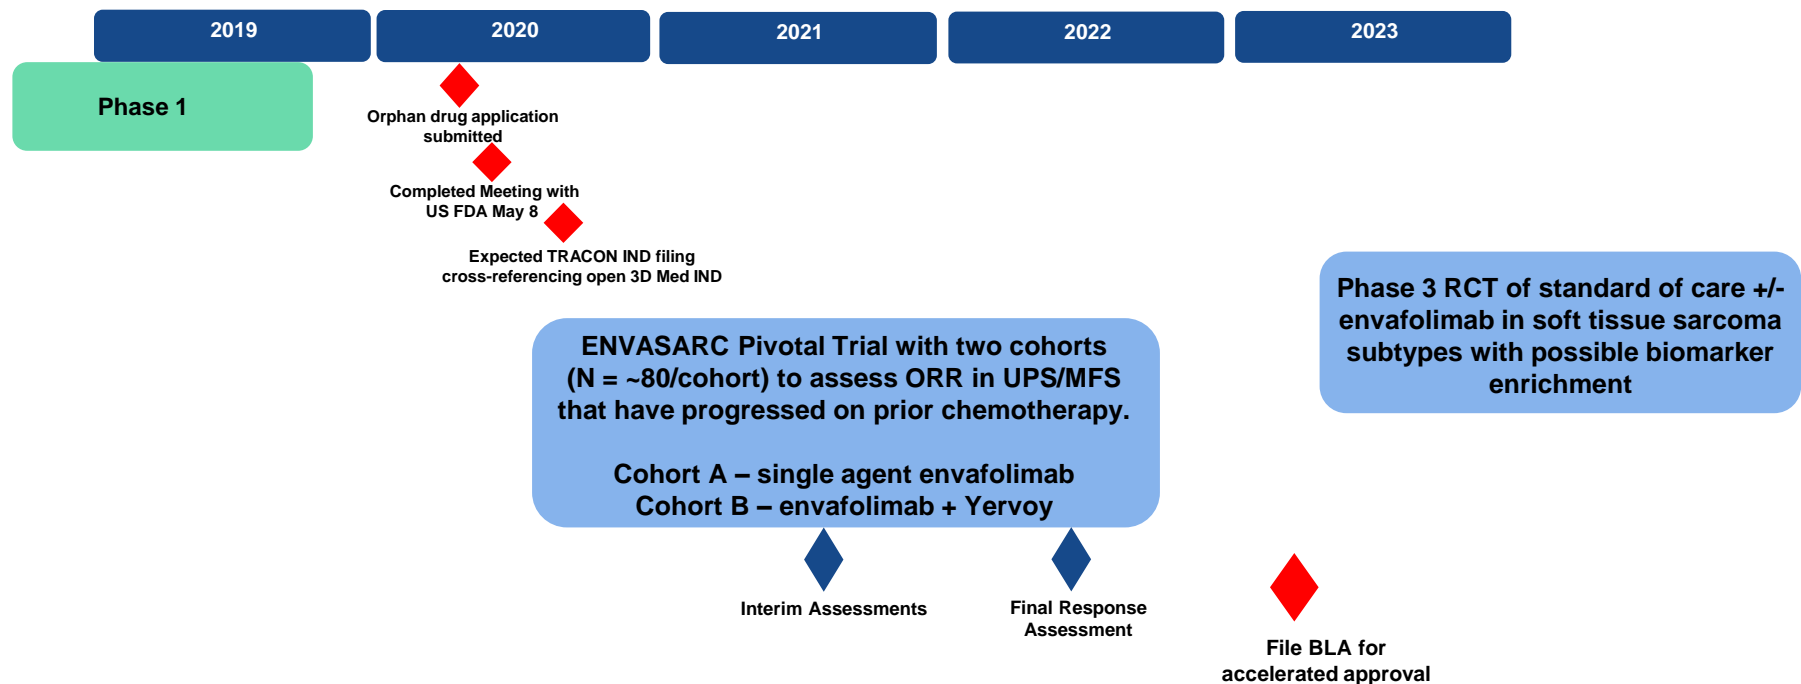 2019
2020
2021
2022
2023
Phase 1
Orphan drug application
submitted
Completed Meeting with
US FDA May 8
Expected TRACON IND filing
cross-referencing open 3D Med IND
Phase 3 RCT of standard of care +/-
envafolimab in soft tissue sarcoma
subtypes with possible biomarker
enrichment
ENVASARC Pivotal Trial with two cohorts
(N = ~80/cohort) to assess ORR in UPS/MFS
that have progressed on prior chemotherapy.
Cohort A – single agent envafolimab
Cohort B – envafolimab + Yervoy
Interim Assessments
Final Response
Assessment
File BLA for
accelerated approval